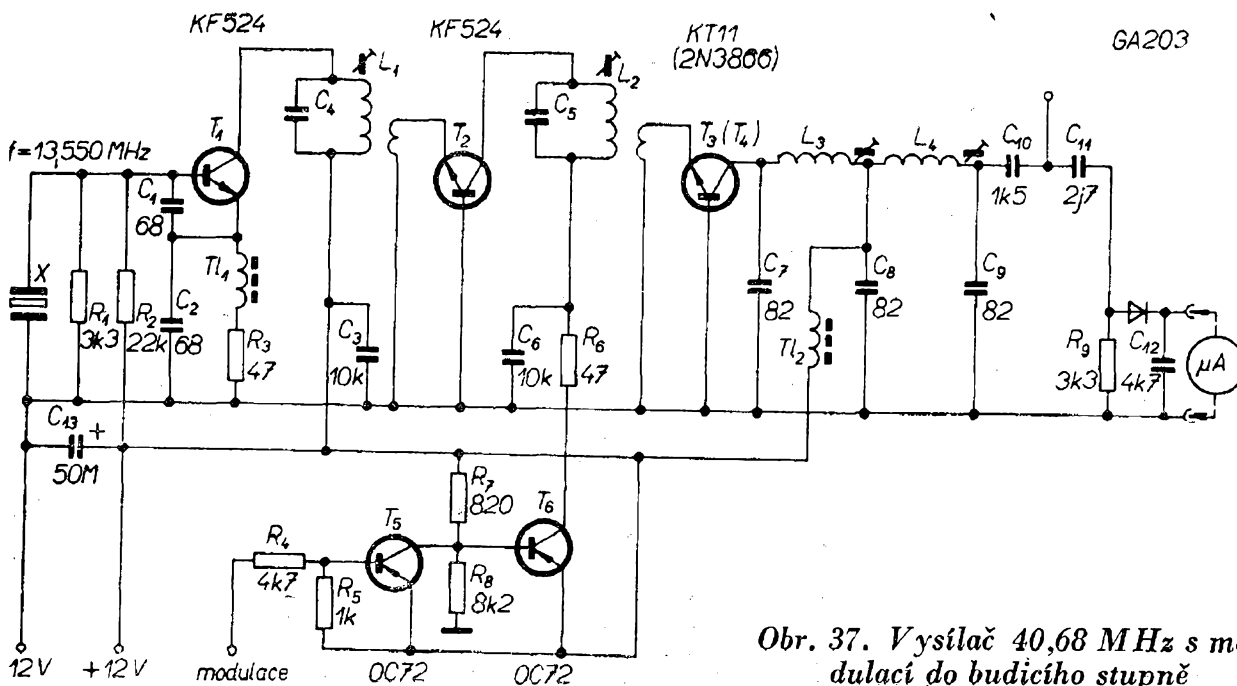 KF524
KF524
KT11
(2N3866)
GA203
f=13,550 MHz
T₁
C₄
L₁
T₂
C₅
L₂
T₃ (T₄)
L₃
L₄
C₁₀
1k5
C₁₁
2j7
X
R₁
3k3
R₂
22k
C₁
68
C₂
68
Tl₁
R₃
47
C₃
10k
C₆
10k
R₆
47
C₇
82
Tl₂
C₈
82
C₉
82
R₉
3k3
C₁₂
4k7
μA
C₁₃
+
50M
R₇
820
T₅
T₆
R₄
4k7
R₅
1k
R₈
8k2
12V
+12V
modulace
OC72
OC72
Obr. 37. Vysílač 40,68 MHz s mo-
dulací do budicího stupně